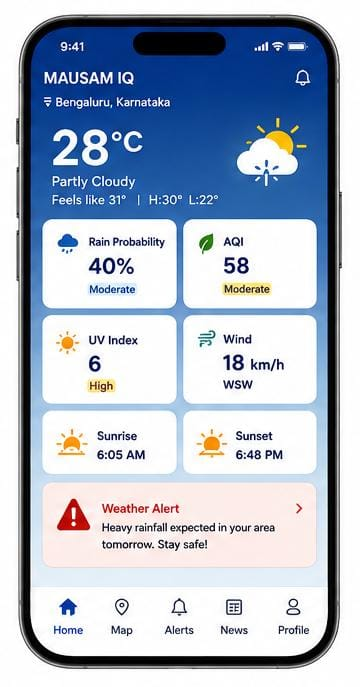 9:41
MAUSAM IQ
Bengaluru, Karnataka
28°C
Partly Cloudy
Feels like 31° | H:30° L:22°
Rain Probability
40%
Moderate
AQI
58
Moderate
UV Index
6
High
Wind
18 km/h
WSW
Sunrise
6:05 AM
Sunset
6:48 PM
Weather Alert
Heavy rainfall expected in your area
tomorrow. Stay safe!
Home
Map
Alerts
News
Profile